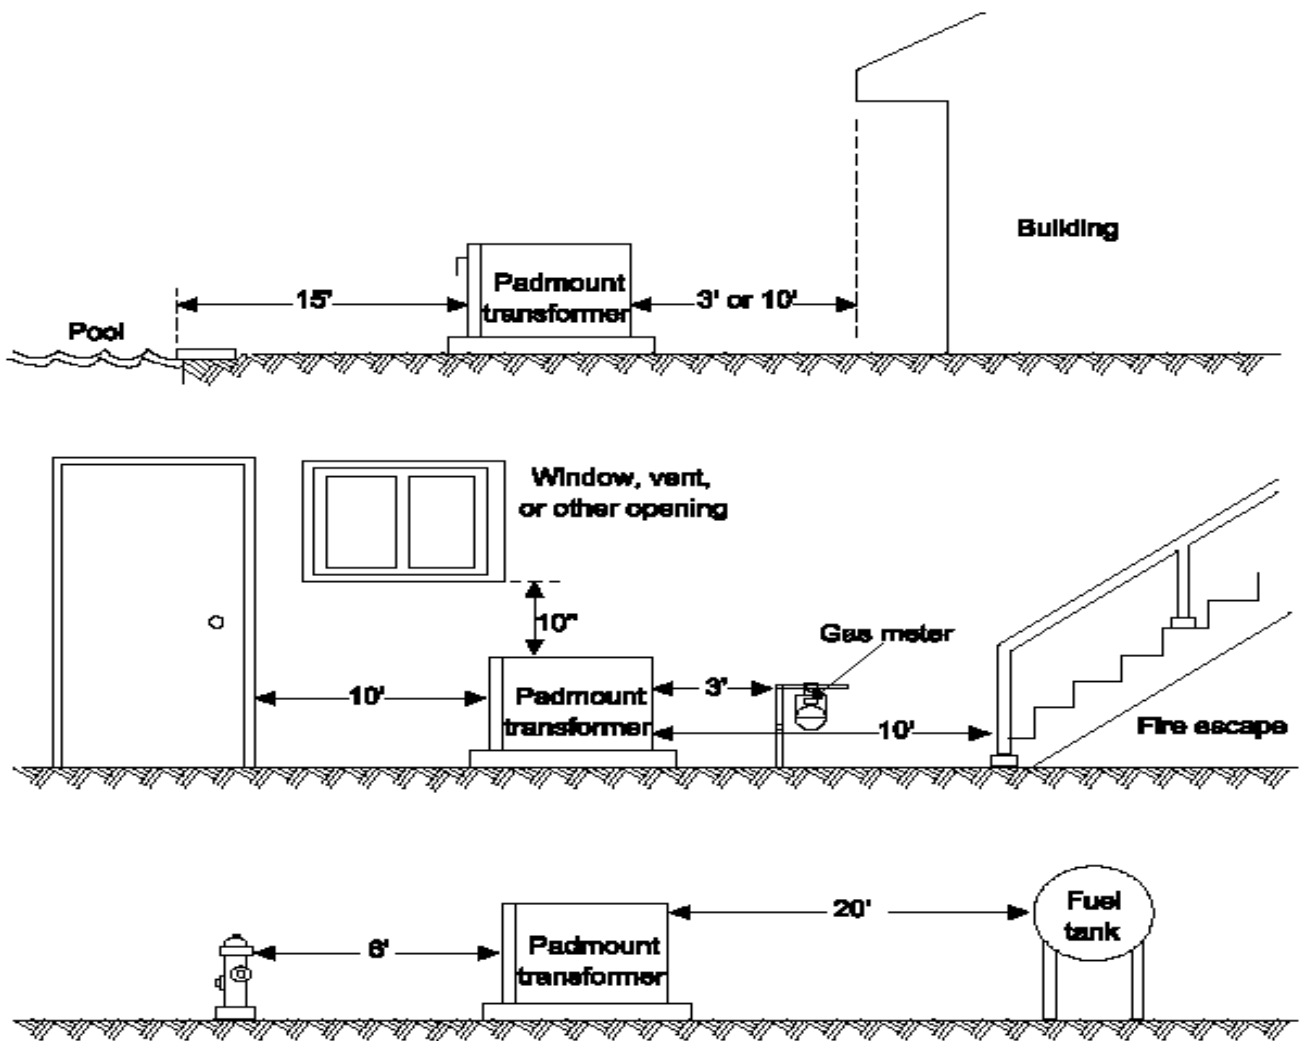 Building
Padmount
transformer
15'
3' or 10'
Pool
Window, vent,
or other opening
10"
Gas meter
10'
Padmount
transformer
3'
10'
Fire escape
Fuel
tank
20'
6'
Padmount
transformer